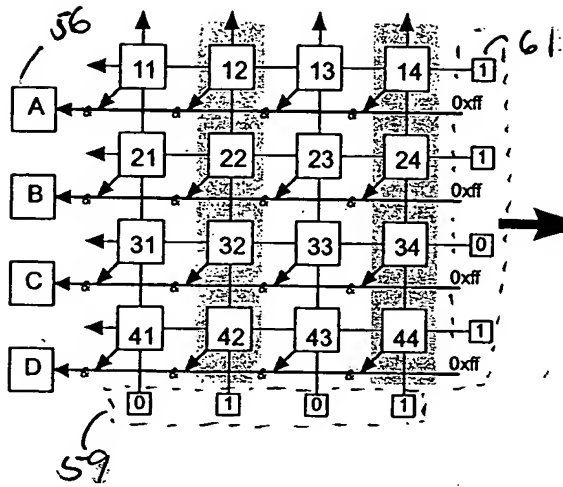 56
61
11 12 13 14 1
A & & & & 0xff
21 22 23 24 1
B & & & & 0xff
31 32 33 34 0
C & & & & 0xff
41 42 43 44 1
D & & & & 0xff
0 1 0 1
59